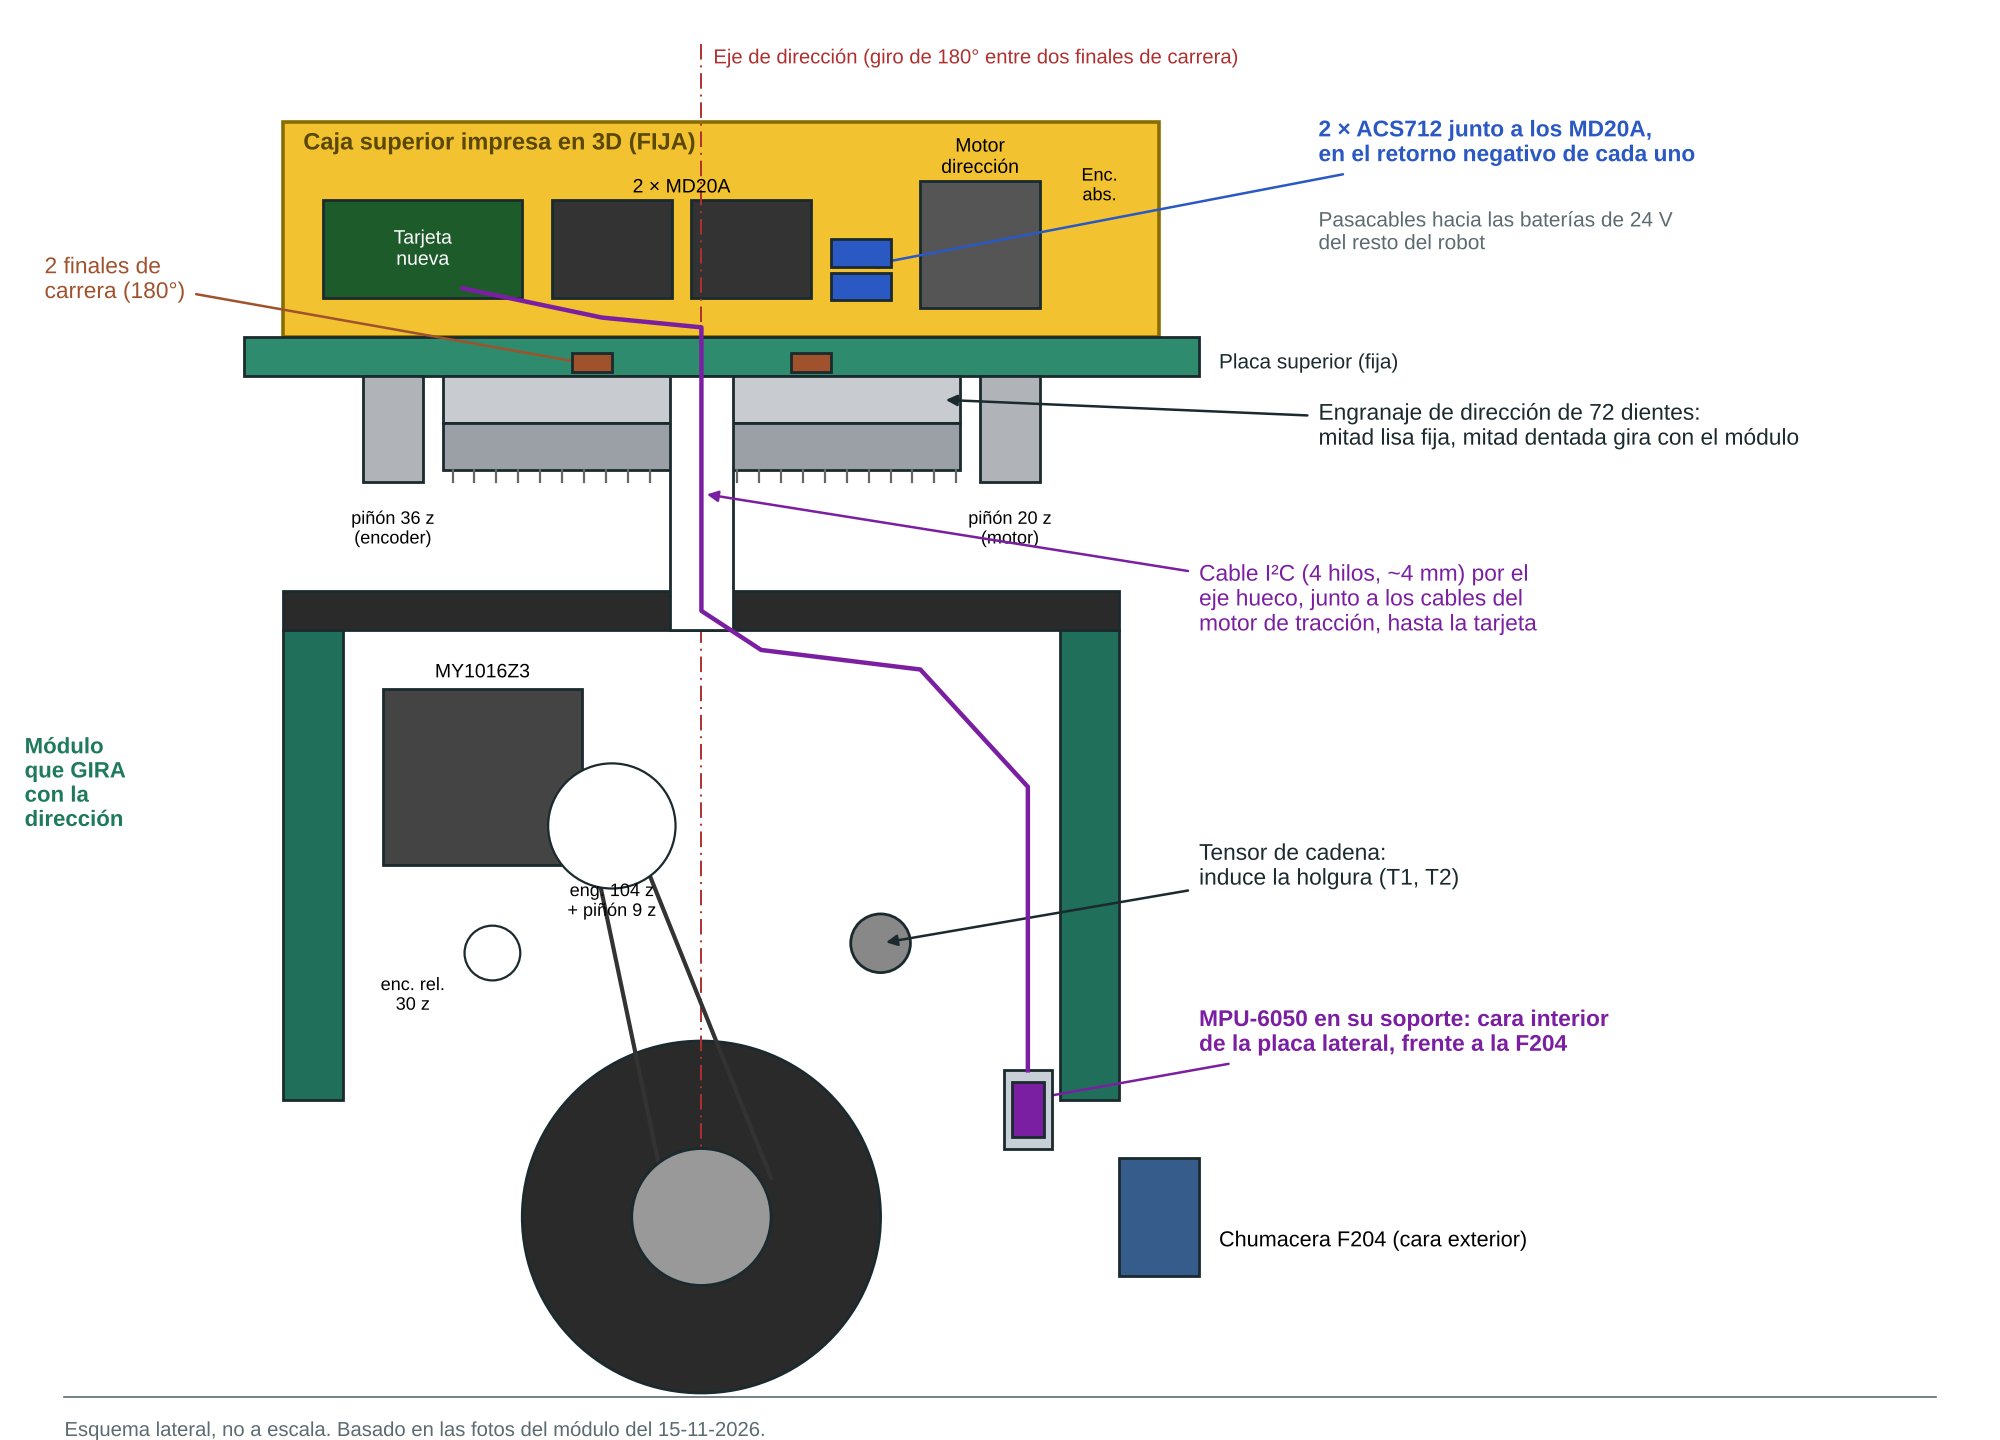 Eje de dirección (giro de 180° entre dos finales de carrera)
Caja superior impresa en 3D (FIJA)
Motor
dirección
Enc.
abs.
2 × MD20A
Tarjeta
nueva
2 × ACS712 junto a los MD20A,
en el retorno negativo de cada uno
Pasacables hacia las baterías de 24 V
del resto del robot
2 finales de
carrera (180°)
Placa superior (fija)
Engranaje de dirección de 72 dientes:
mitad lisa fija, mitad dentada gira con el módulo
piñón 36 z
(encoder)
piñón 20 z
(motor)
Cable I²C (4 hilos, ~4 mm) por el
eje hueco, junto a los cables del
motor de tracción, hasta la tarjeta
MY1016Z3
Módulo
que GIRA
con la
dirección
eng. 104 z
+ piñón 9 z
Tensor de cadena:
induce la holgura (T1, T2)
enc. rel.
30 z
MPU-6050 en su soporte: cara interior
de la placa lateral, frente a la F204
Chumacera F204 (cara exterior)
Esquema lateral, no a escala. Basado en las fotos del módulo del 15-11-2026.